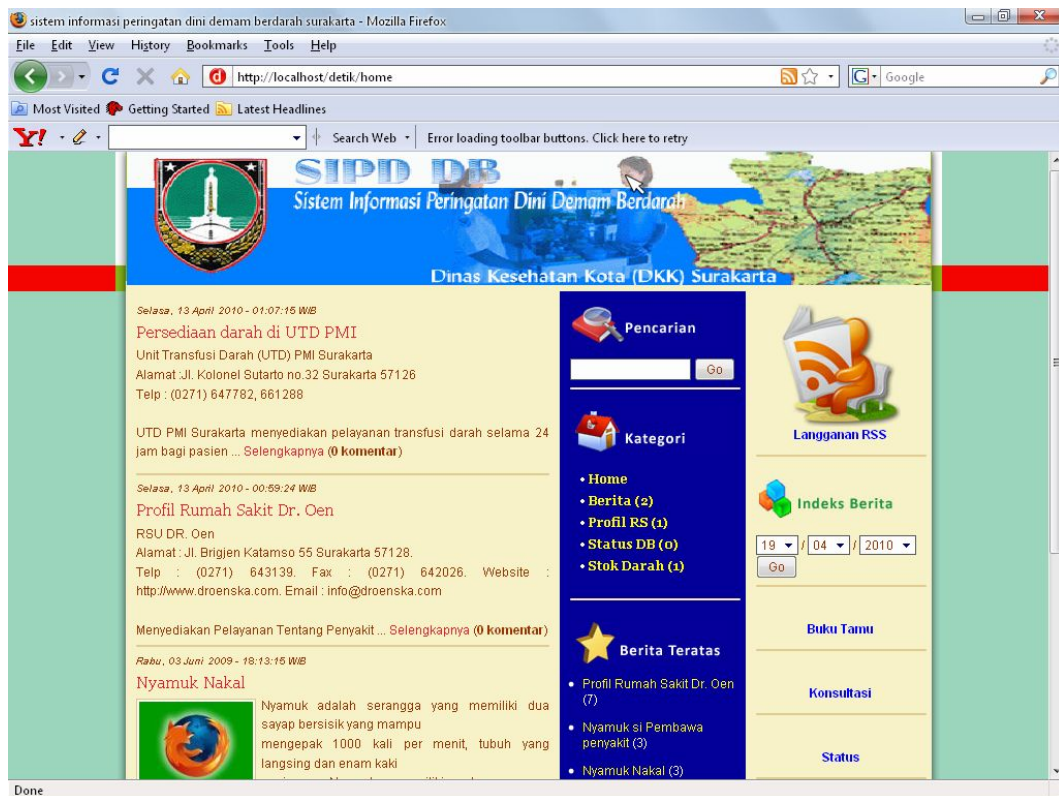 sistem informasi peringatan dini demam berdarah surakarta - Mozilla Firefox
File Edit View History Bookmarks Tools Help
http://localhost/detik/home
Google
Most Visited Getting Started Latest Headlines
Y! Search Web Error loading toolbar buttons. Click here to retry
SIPD DB
Sistem Informasi Peringatan Dini Demam Berdarah
Dinas Kesehatan Kota (DKK) Surakarta
Selasa, 13 April 2010 - 01:07:15 WIB
Persediaan darah di UTD PMI
Unit Transfusi Darah (UTD) PMI Surakarta
Alamat :Jl. Kolonel Sutarto no.32 Surakarta 57126
Telp : (0271) 647782, 661288
UTD PMI Surakarta menyediakan pelayanan transfusi darah selama 24
jam bagi pasien ... Selengkapnya (0 komentar)
Selasa, 13 April 2010 - 00:59:24 WIB
Profil Rumah Sakit Dr. Oen
RSU DR. Oen
Alamat : Jl. Brigjen Katamso 55 Surakarta 57128.
Telp : (0271) 643139. Fax : (0271) 642026. Website :
http://www.droenska.com. Email : info@droenska.com
Menyediakan Pelayanan Tentang Penyakit ... Selengkapnya (0 komentar)
Rabu, 03 Juni 2009 - 18:13:15 WIB
Nyamuk Nakal
Nyamuk adalah serangga yang memiliki dua
sayap bersisik yang mampu
mengepak 1000 kali per menit, tubuh yang
langsing dan enam kaki
Pencarian
Go
Kategori
• Home
• Berita (2)
• Profil RS (1)
• Status DB (0)
• Stok Darah (1)
Berita Teratas
• Profil Rumah Sakit Dr. Oen
(7)
• Nyamuk si Pembawa
penyakit (3)
• Nyamuk Nakal (3)
Langganan RSS
Indeks Berita
19 / 04 / 2010
Go
Buku Tamu
Konsultasi
Status
Done